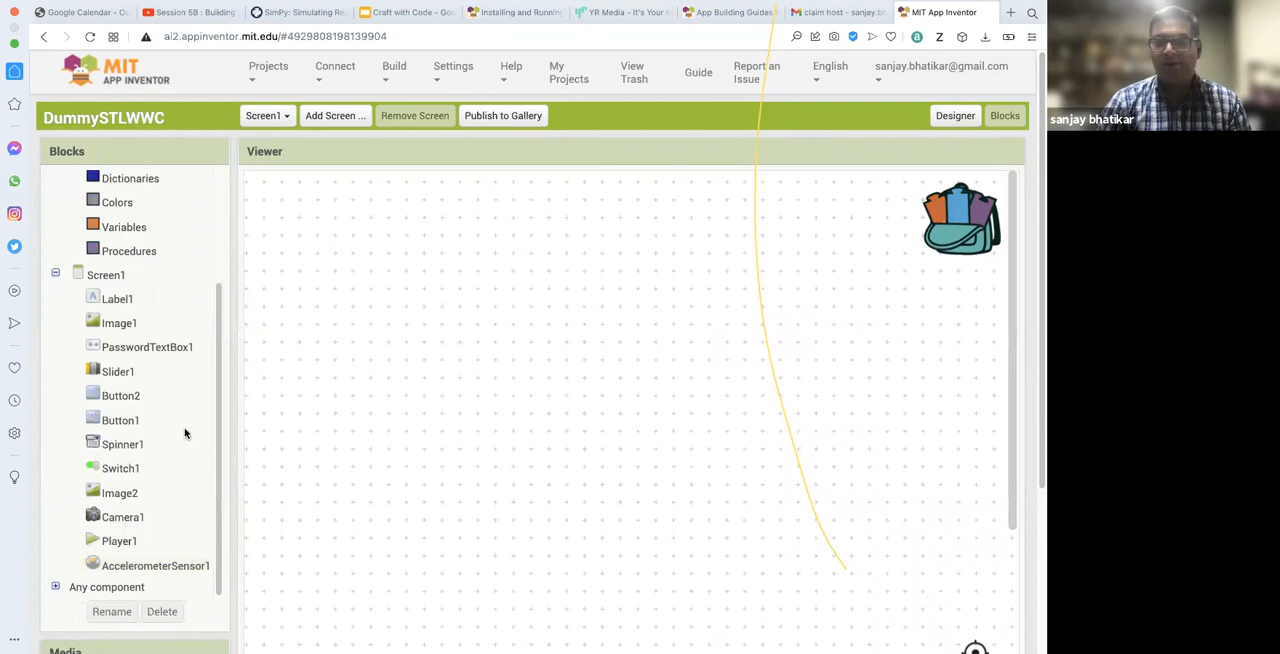 Google Calendar - Go
Session 5B : Building
SimPy: Simulating Re
Craft with Code - Goo
Installing and Runnin
YR Media - It's Your M
App Building Guides
claim host - sanjay.bh
MIT App Inventor
ai2.appinventor.mit.edu/#4929808198139904
MIT
APP INVENTOR
Projects
Connect
Build
Settings
Help
My Projects
View Trash
Guide
Report an Issue
English
sanjay.bhatikar@gmail.com
DummySTLWWC
Screen1
Add Screen ...
Remove Screen
Publish to Gallery
Designer
Blocks
sanjay bhatikar
Blocks
Viewer
Dictionaries
Colors
Variables
Procedures
Screen1
Label1
Image1
PasswordTextBox1
Slider1
Button2
Button1
Spinner1
Switch1
Image2
Camera1
Player1
AccelerometerSensor1
Any component
Rename
Delete
Media